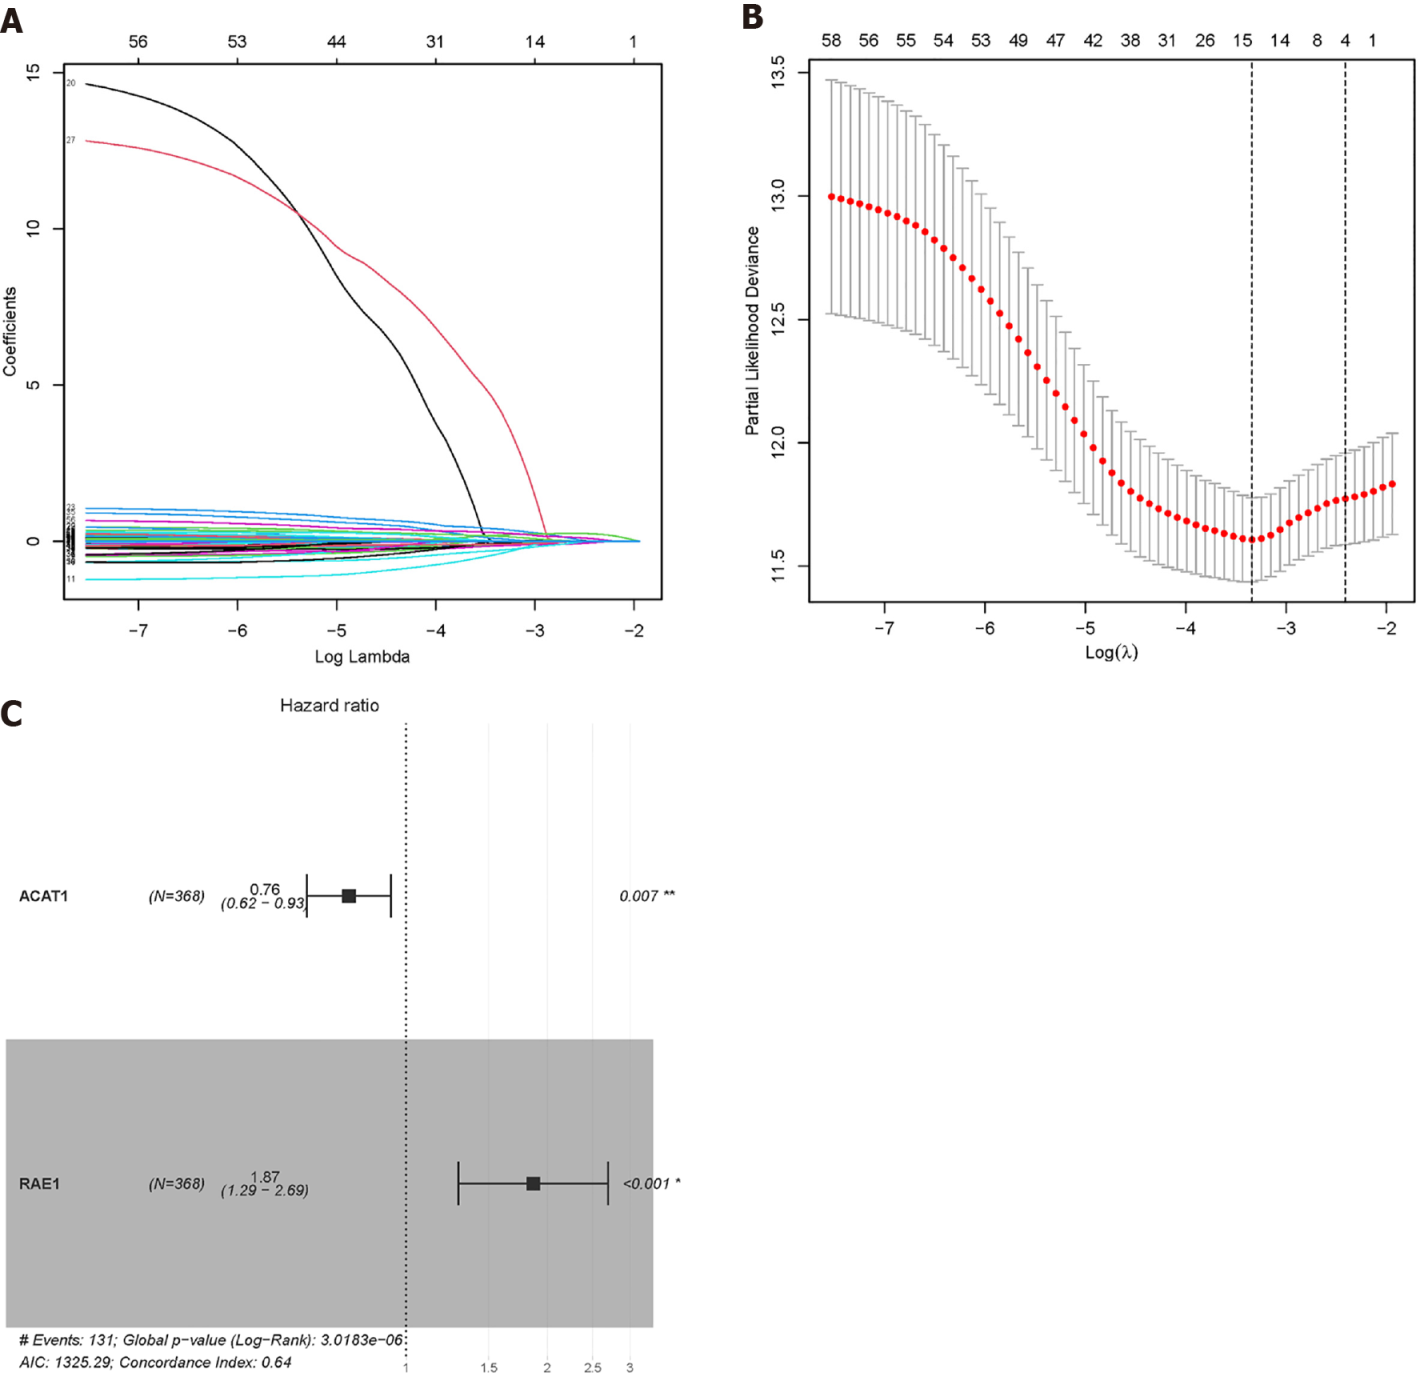 A
56 53 44 31 14 1
15
10
5
0
20
27
11
Coefficients
−7 −6 −5 −4 −3 −2
Log Lambda
B
58 56 55 54 53 49 47 42 38 31 26 15 14 8 4 1
13.5
13.0
12.5
12.0
11.5
Partial Likelihood Deviance
−7 −6 −5 −4 −3 −2
Log(λ)
C
Hazard ratio
ACAT1 (N=368) 0.76 0.007 **
(0.62 − 0.93)
RAE1 (N=368) 1.87 <0.001 *
(1.29 − 2.69)
# Events: 131; Global p−value (Log−Rank): 3.0183e−06
AIC: 1325.29; Concordance Index: 0.64
1 1.5 2 2.5 3